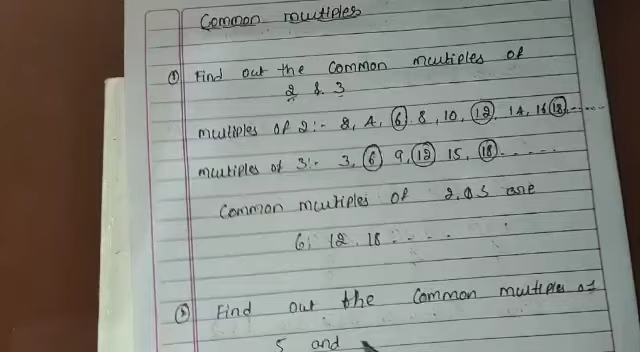 Common multiples
① Find out the common multiples of
2 & 3
multiples of 2:- 2, 4, 6, 8, 10, 12, 14, 16, 18......
multiples of 3:- 3, 6, 9, 12, 15, 18......
Common multiples of 2, 3 are
6, 12, 18.....
② Find out the common multiples of
5 and